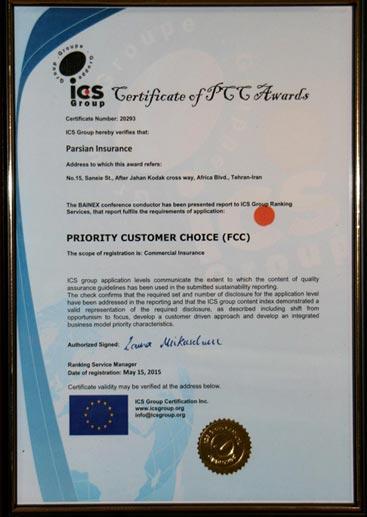 Group · Groupe · Groupe
ICS
Group
Certificate of PCC Awards
Certificate Number: 20293
ICS Group hereby verifies that:
Parsian Insurance
Address to which this award refers:
No.15, Saneie St., After Jahan Kodak cross way, Africa Blvd., Tehran-Iran
The BAINEX conference conductor has been presented report to ICS Group Ranking
Services, that report fulfils the requirements of application:
PRIORITY CUSTOMER CHOICE (FCC)
The scope of registration is: Commercial Insurance
ICS group application levels communicate the extent to which the content of quality
assurance guidelines has been used in the submitted sustainability reporting.
The check confirms that the required set and number of disclosure for the application level
have been addressed in the reporting and that the ICS group content index demonstrated a
valid representation of the required disclosure, as described including shift from
opportunism to focus, develop a customer driven approach and develop an integrated
business model priority characteristics.
Authorized Signed:
Ranking Service Manager
Date of registration: May 15, 2015
Certificate validity may be verified at the address below.
ICS Group Certification Inc.
www.icsgroup.org
info@icsgroup.org